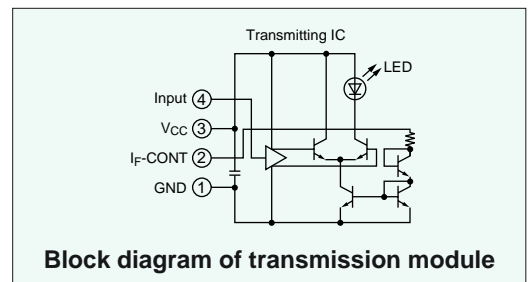 Transmitting IC
LED
Input ④
VCC ③
IF-CONT ②
GND ①
Block diagram of transmission module